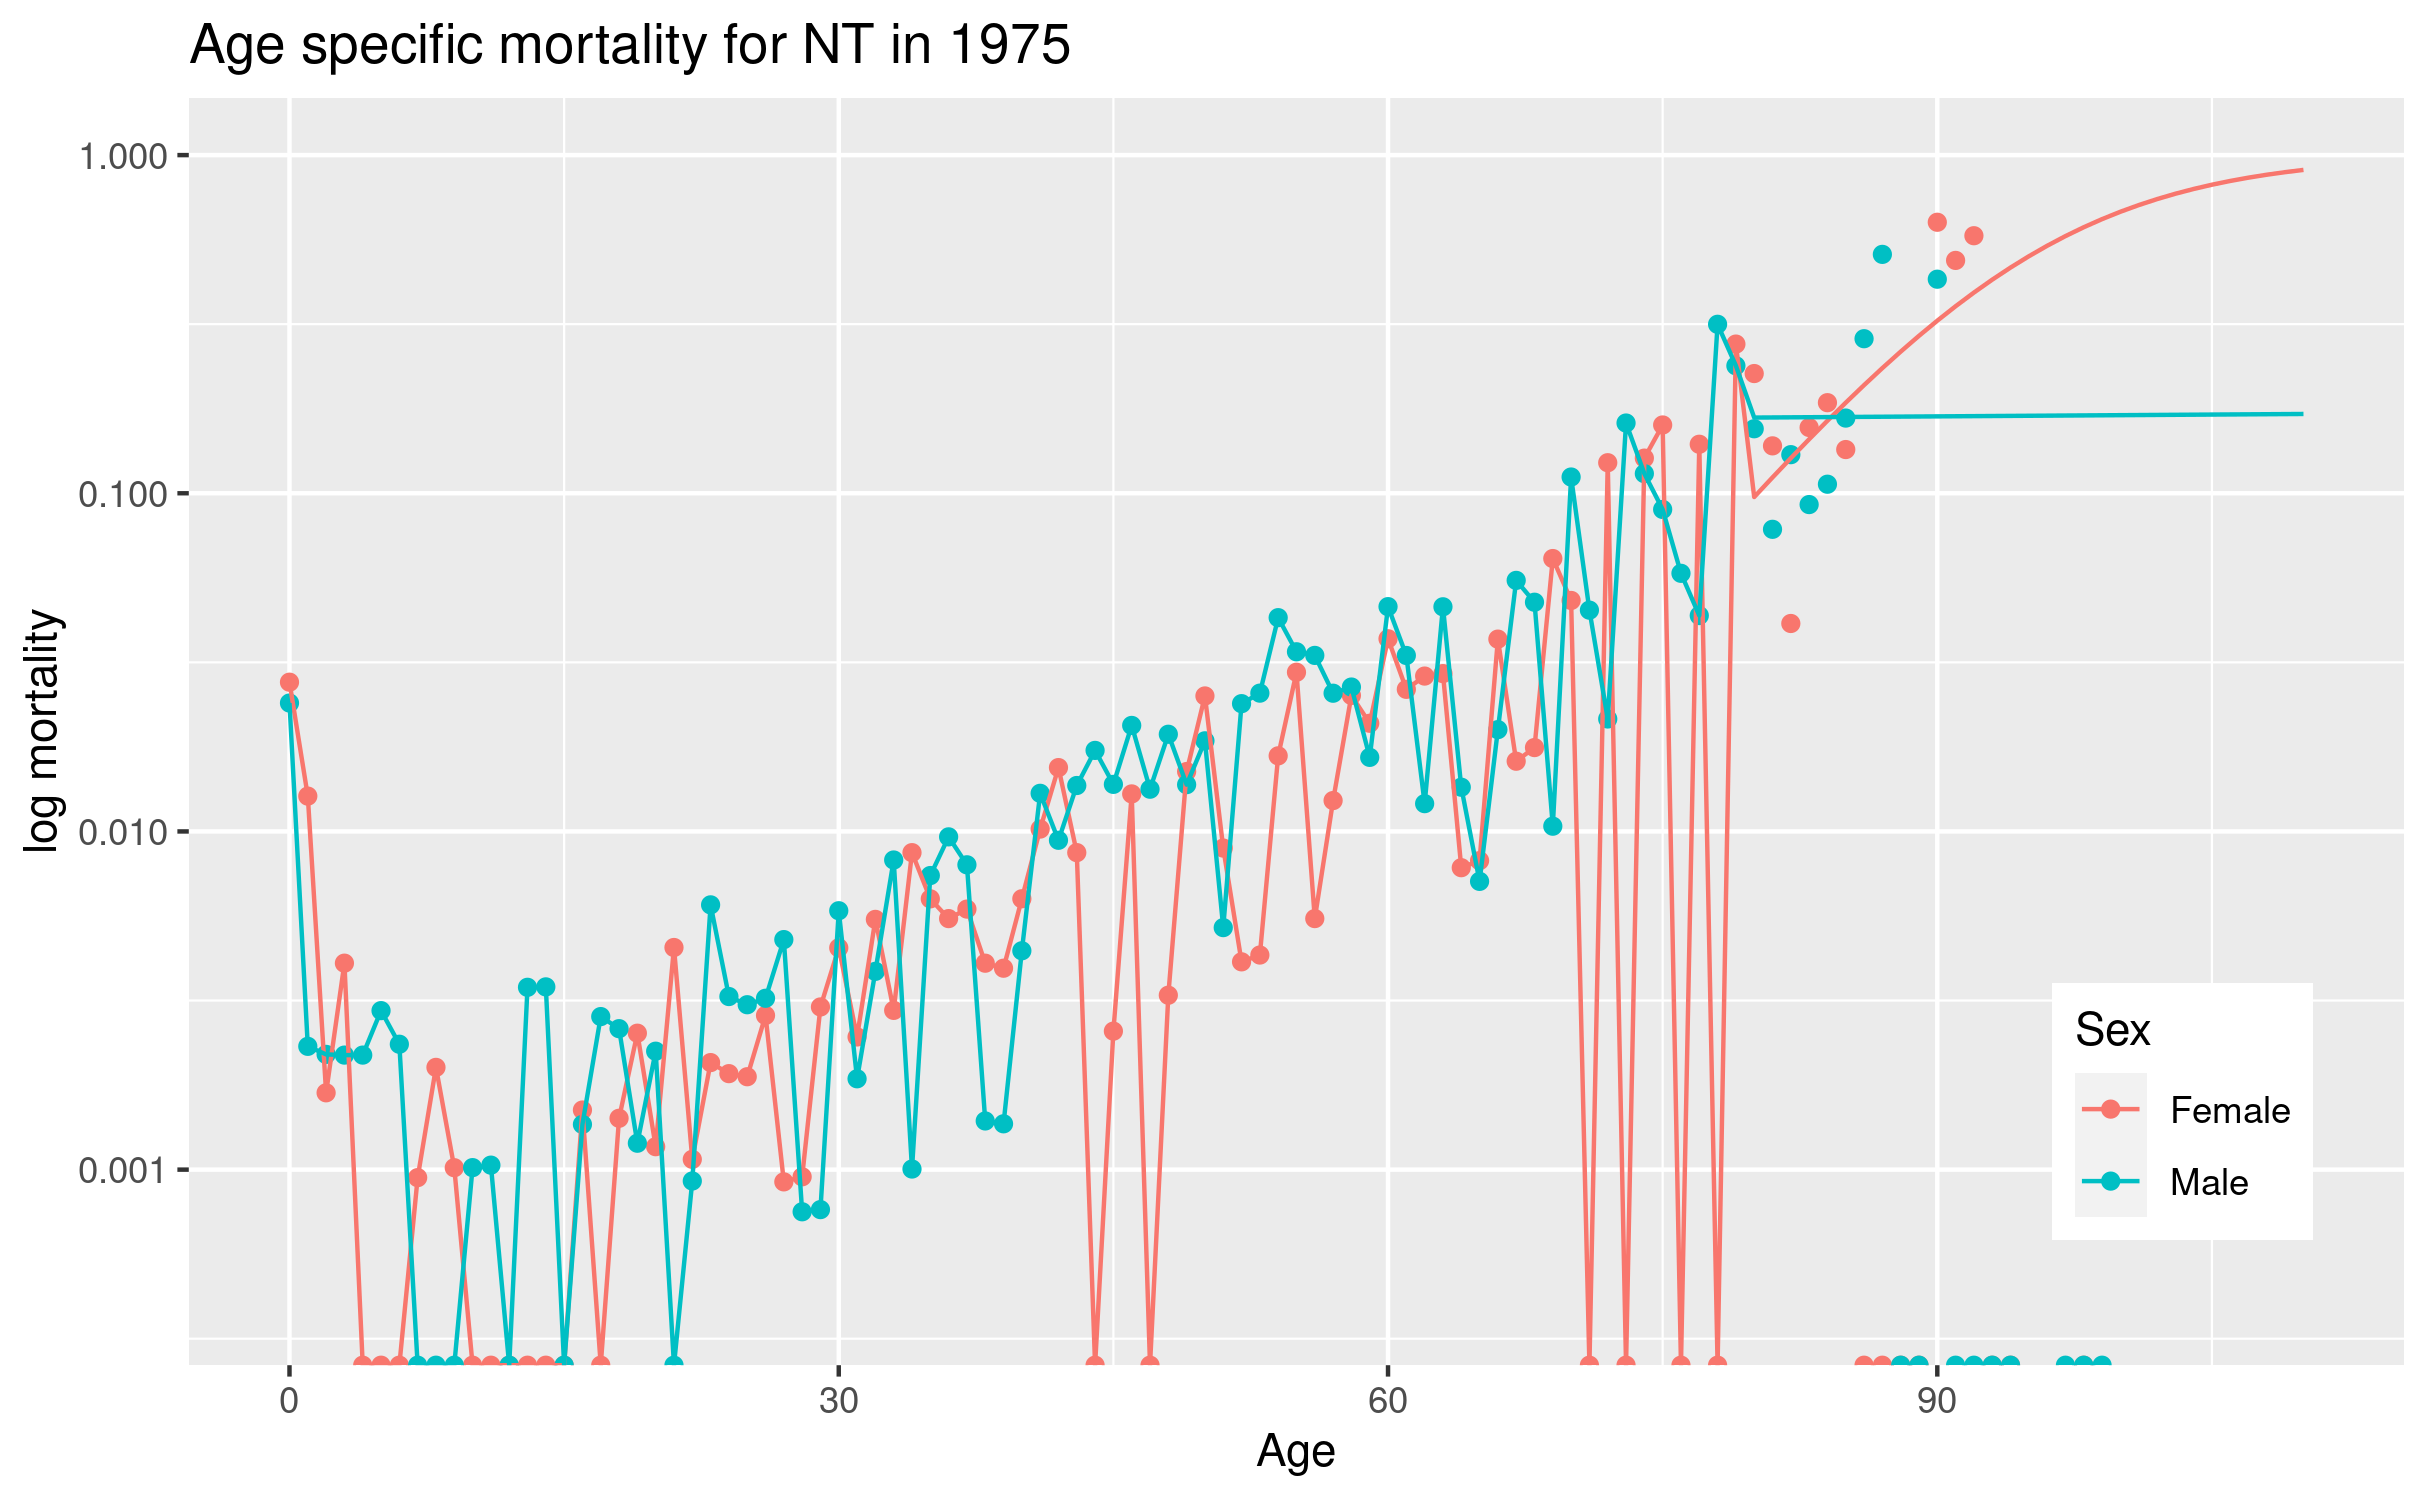 Age specific mortality for NT in 1975
1.000
0.100
0.010
0.001
log mortality
0
30
60
90
Age
Sex
Female
Male